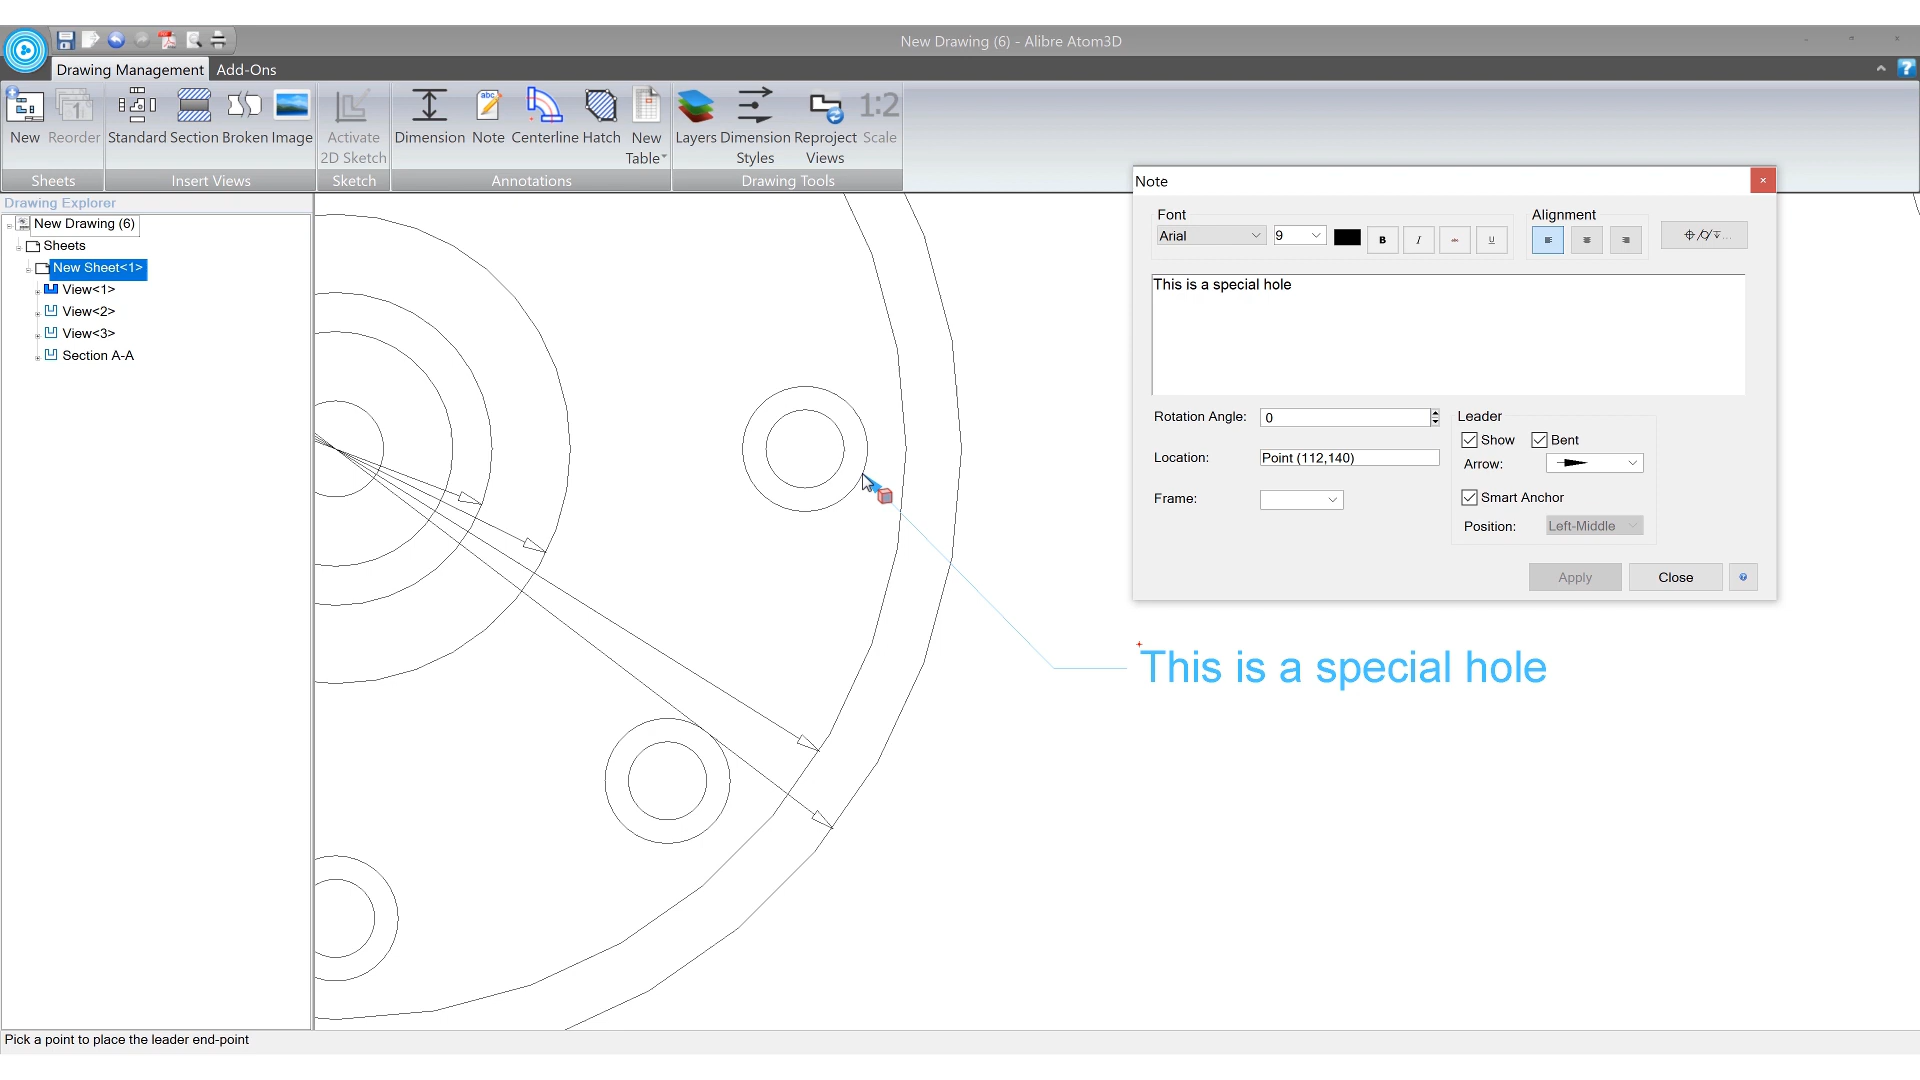 New Drawing (6) - Alibre Atom3D
Drawing Management Add-Ons
New Reorder Standard Section Broken Image Activate 2D Sketch Dimension Note Centerline Hatch New Table Layers Dimension Styles Reproject Views 1:2 Scale
Sheets Insert Views Sketch Annotations Drawing Tools
Drawing Explorer
New Drawing (6)
Sheets
New Sheet<1>
View<1>
View<2>
View<3>
Section A-A
Note
Font
Arial 9 B I abc U
Alignment
This is a special hole
Rotation Angle: 0
Location: Point (112,140)
Frame:
Leader
Show Bent
Arrow:
Smart Anchor
Position: Left-Middle
Apply Close ?
This is a special hole
Pick a point to place the leader end-point